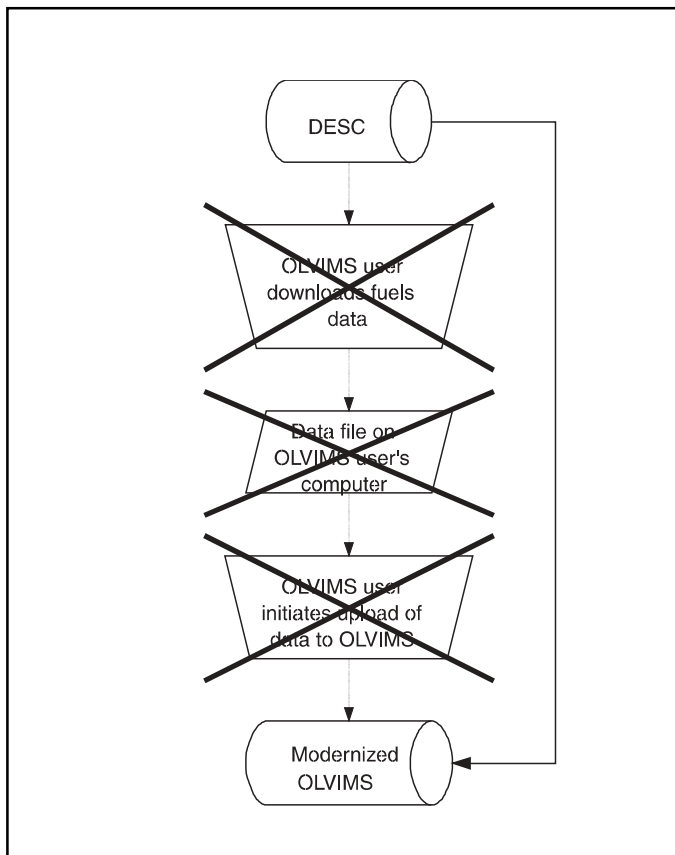 DESC
OLVIMS user
downloads fuels
data
Data file on
OLVIMS user's
computer
OLVIMS user
initiates upload of
data to OLVIMS
Modernized
OLVIMS